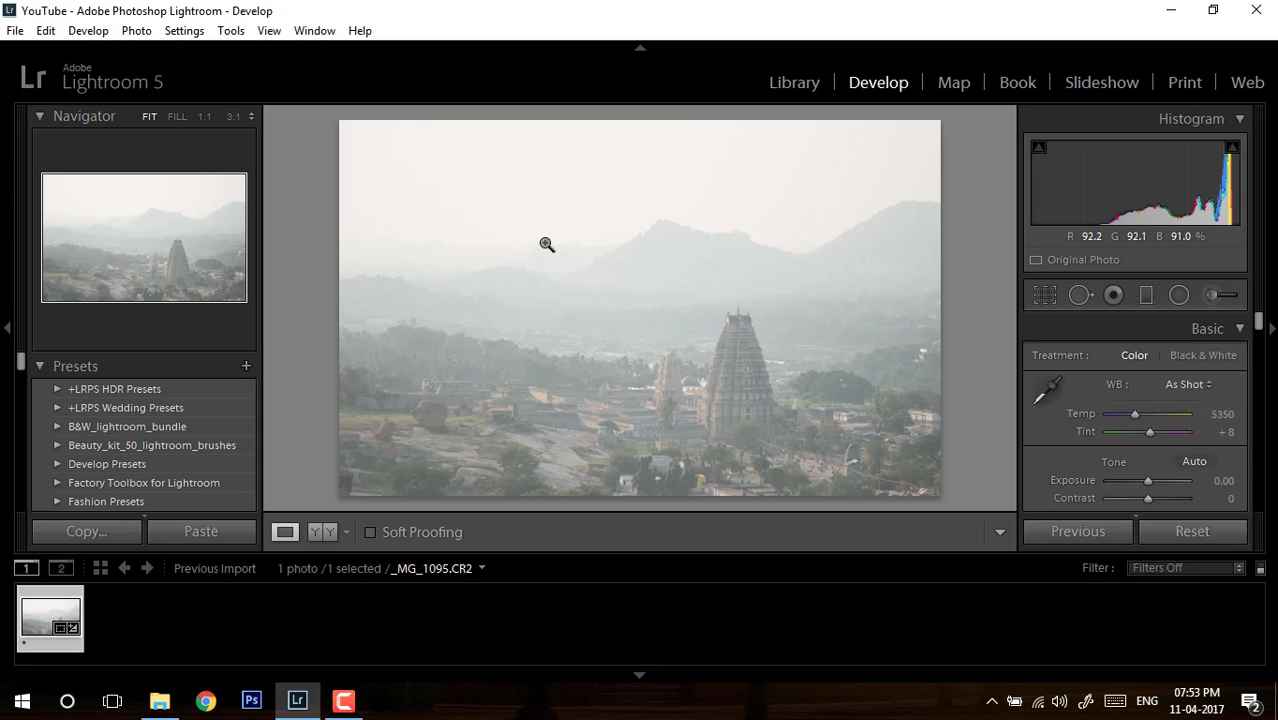 YouTube - Adobe Photoshop Lightroom - Develop
File Edit Develop Photo Settings Tools View Window Help
Lr Adobe Lightroom 5
Library | Develop | Map | Book | Slideshow | Print | Web
Navigator FIT FILL 1:1 3:1
Histogram
R 92.2 G 92.1 B 91.0 %
Original Photo
Basic
Treatment : Color Black & White
WB : As Shot
Temp 5350
Tint + 8
Tone Auto
Exposure 0.00
Contrast 0
Previous Reset
Presets +
+LRPS HDR Presets
+LRPS Wedding Presets
B&W_lightroom_bundle
Beauty_kit_50_lightroom_brushes
Develop Presets
Factory Toolbox for Lightroom
Fashion Presets
Copy... Paste
Y Y Soft Proofing
1 2 Previous Import 1 photo / 1 selected / _MG_1095.CR2 Filter : Filters Off
Ps Lr ENG 07:53 PM
11-04-2017 2